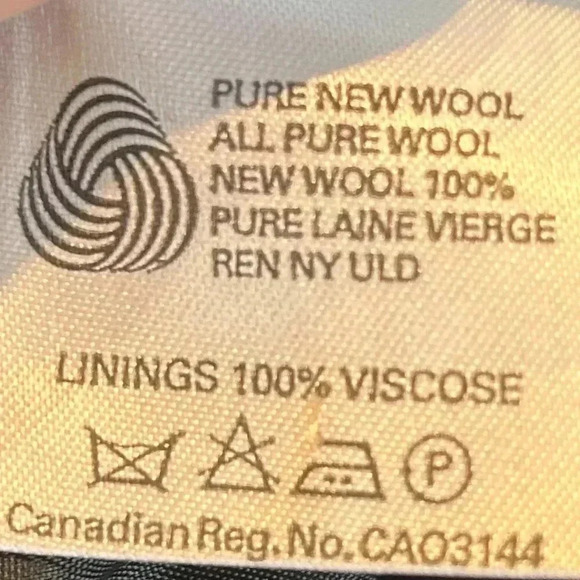 PURE NEW WOOL
ALL PURE WOOL
NEW WOOL 100%
PURE LAINE VIERGE
REN NY ULD
LININGS 100% VISCOSE
P
Canadian Reg. No. CAO3144